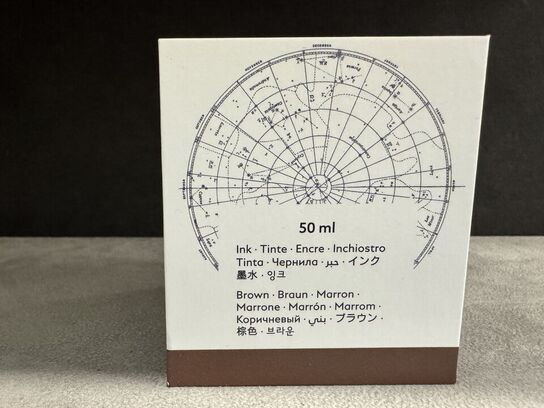 DECEMBER
50 ml
Ink · Tinte · Encre · Inchiostro
Tinta · Чернила · حبر · インク
墨水 · 잉크
Brown · Braun · Marron ·
Marrone · Marrón · Marrom ·
Коричневый · بني · ブラウン ·
棕色 · 브라운